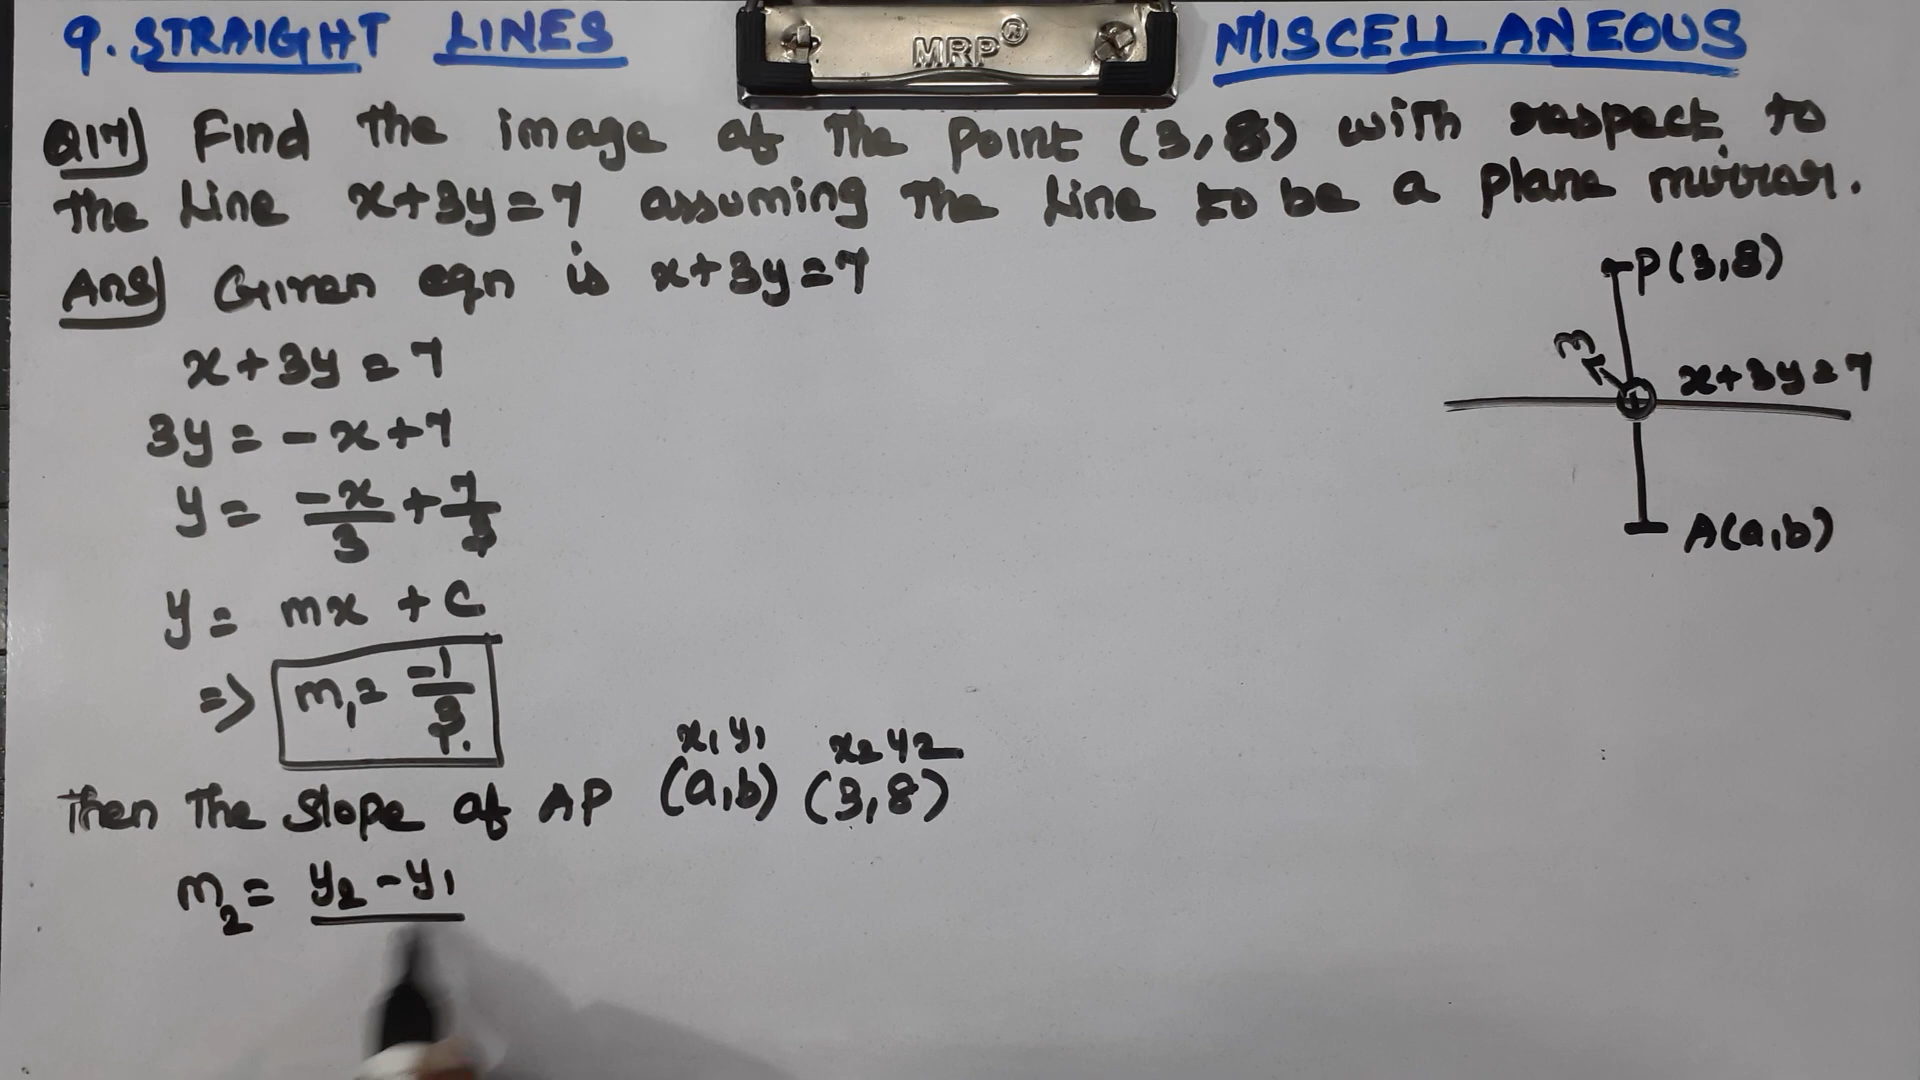 9. STRAIGHT LINES
MRP®
MISCELLANEOUS
Q17) Find the image of the point (3,8) with respect to
the line x+3y=7 assuming the line to be a plane mirror.
Ans) Given eqn is x+3y=7
x+3y=7
3y=-x+7
y= -x/3 + 7/3
y= mx + c
=> m₁= -1/3.
Then the slope of AP (a,b) (3,8)
x₁ y₁ x₂ y₂
m₂= y₂-y₁
P(3,8)
m
x+3y=7
A(a,b)